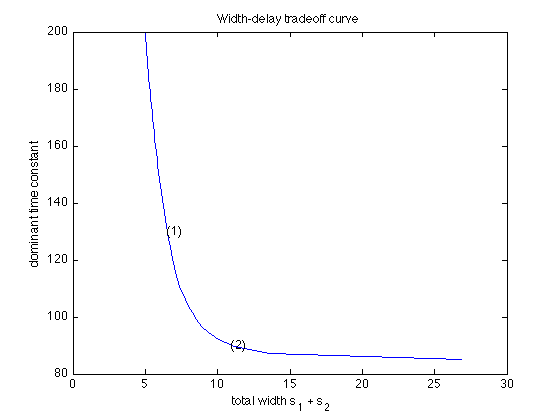 Width-delay tradeoff curve
200
180
160
140
120
100
80
dominant time constant
(1)
(2)
0 5 10 15 20 25 30
total width s₁ + s₂